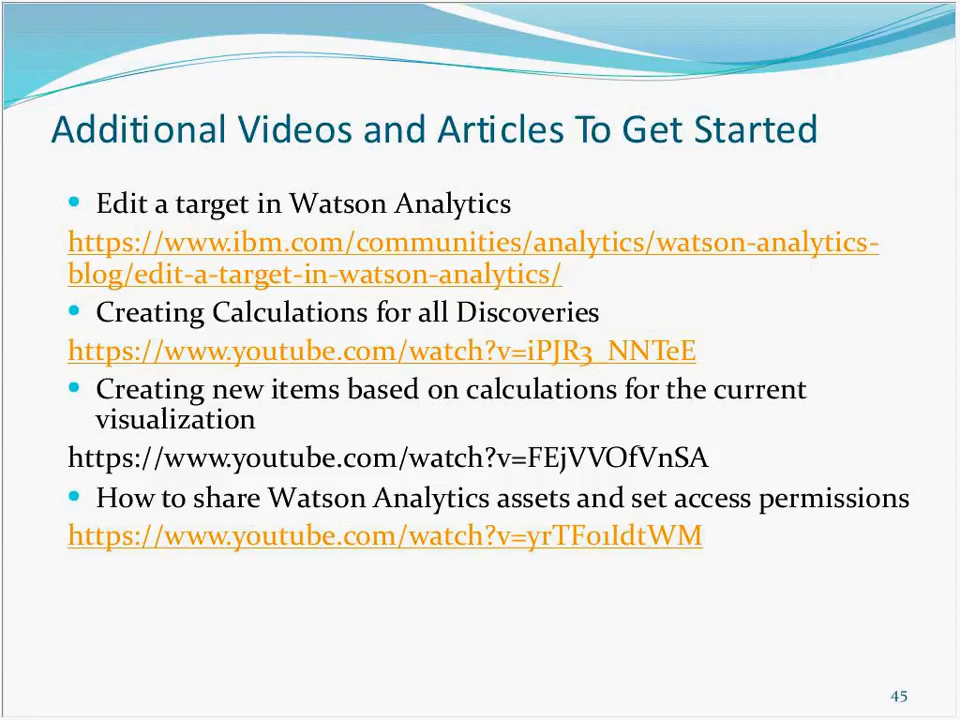 Additional Videos and Articles To Get Started
• Edit a target in Watson Analytics
https://www.ibm.com/communities/analytics/watson-analytics-
blog/edit-a-target-in-watson-analytics/
• Creating Calculations for all Discoveries
https://www.youtube.com/watch?v=iPJR3_NNTeE
• Creating new items based on calculations for the current
visualization
https://www.youtube.com/watch?v=FEjVVOfVnSA
• How to share Watson Analytics assets and set access permissions
https://www.youtube.com/watch?v=yrTF01IdtWM
45